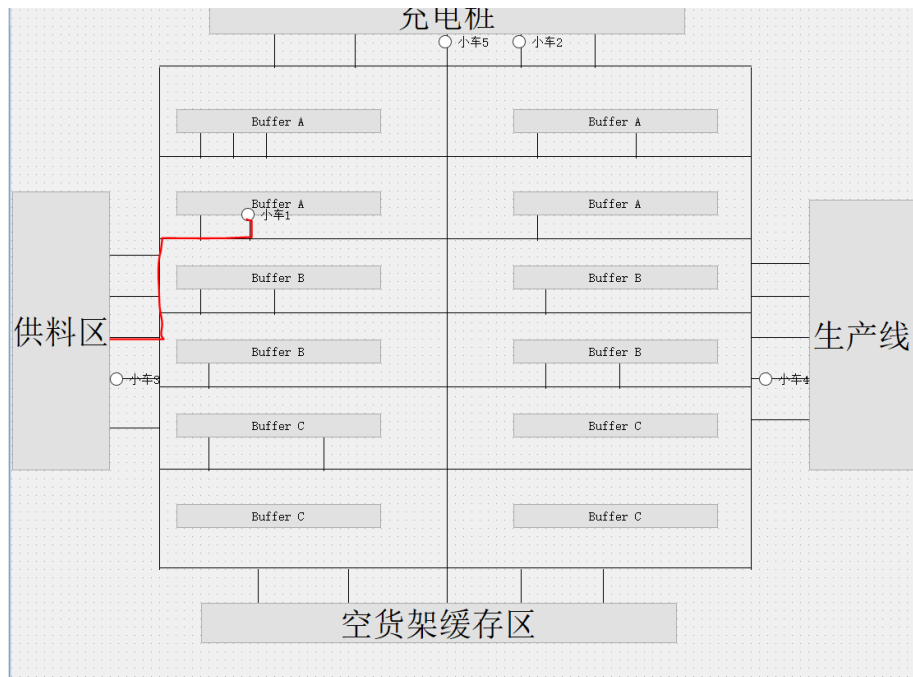 充电桩
小车5
小车2
Buffer A
Buffer A
Buffer A
小车1
Buffer A
Buffer B
Buffer B
供料区
生产线
Buffer B
Buffer B
小车3
小车4
Buffer C
Buffer C
Buffer C
Buffer C
空货架缓存区